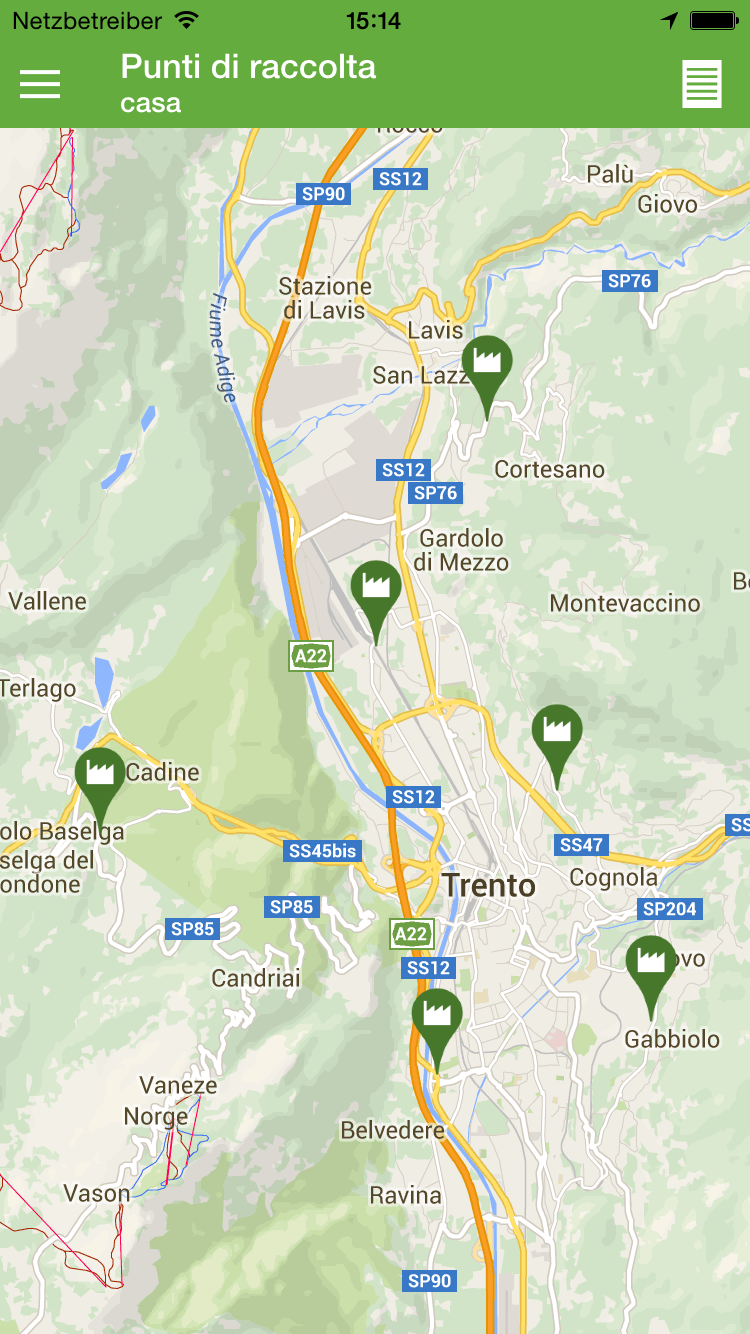 Netzbetreiber 15:14
Punti di raccolta
casa
Rocco
SS12
SP90
Palù
Giovo
SP76
Stazione
di Lavis
Fiume Adige
Lavis
San Lazz
SS12
Cortesano
SP76
Gardolo
di Mezzo
Vallene
Montevaccino
A22
Terlago
Cadine
SS12
olo Baselga
selga del
ondone
SS45bis
SS47
SS
Trento
Cognola
SP85
SP204
SP85
A22
ovo
SS12
Candriai
Gabbiolo
Vaneze
Norge
Belvedere
Vason
Ravina
SP90